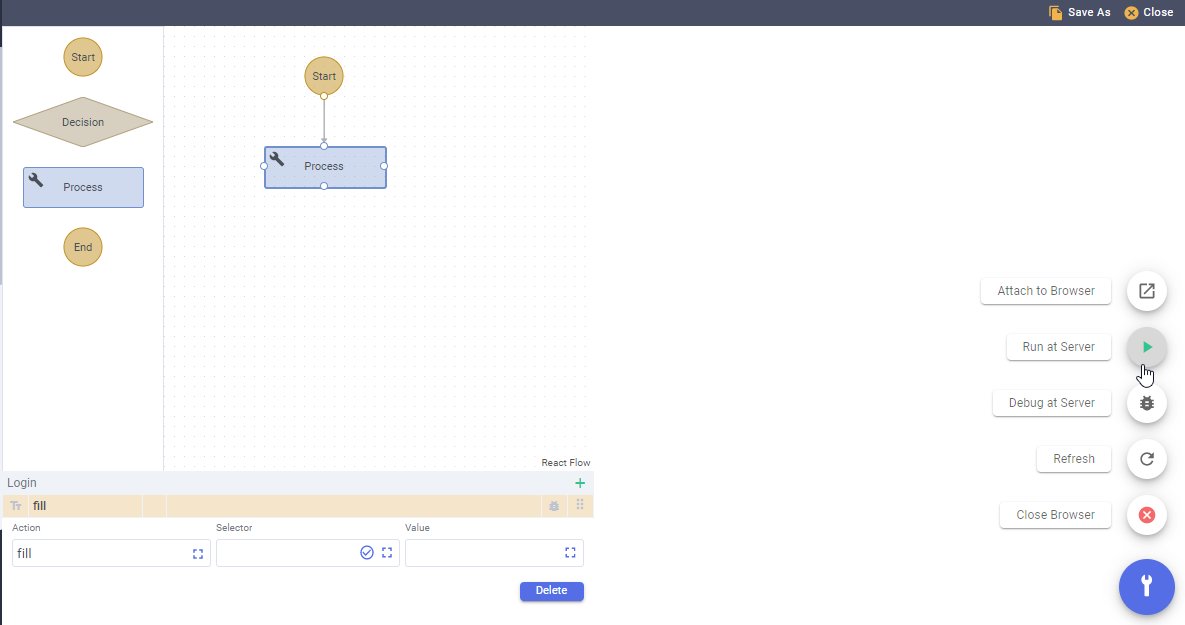 Save As
Close
Start
Decision
Process
End
Start
Process
React Flow
Attach to Browser
Run at Server
Debug at Server
Refresh
Close Browser
Login
+
Tт fill
Action
Selector
Value
fill
Delete